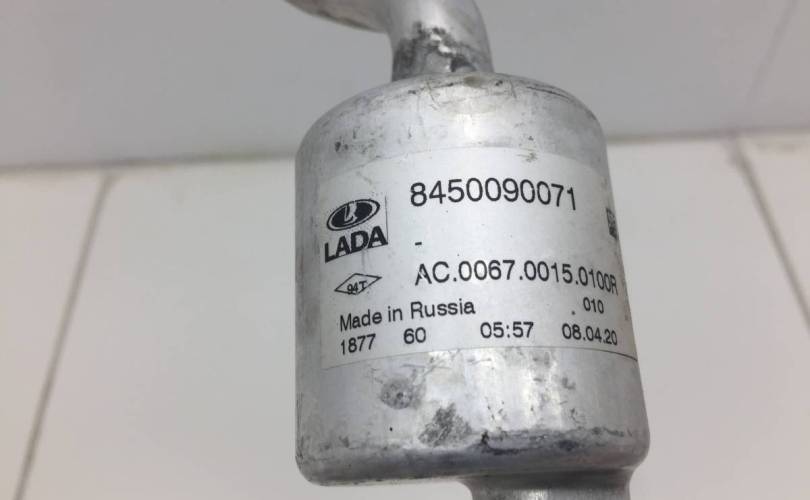 8450090071
LADA
-
94T
AC.0067.0015.0100R
Made in Russia
010
1877 60 05:57 08.04.20